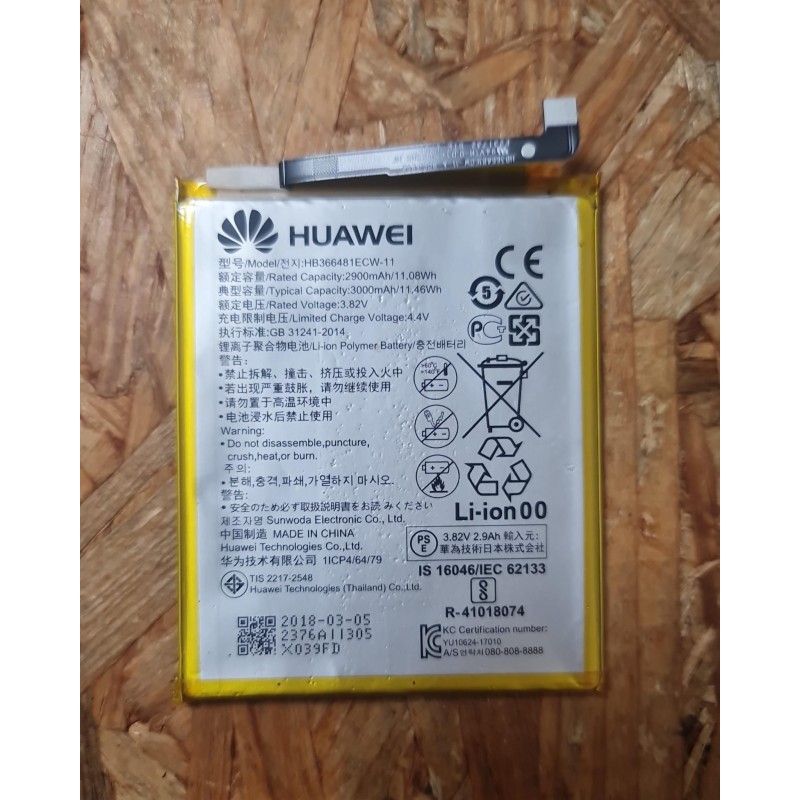 HUAWEI
型号/Model/전지:HB366481ECW-11
额定容量/Rated Capacity:2900mAh/11.08Wh
典型容量/Typical Capacity:3000mAh/11.46Wh
额定电压/Rated Voltage:3.82V
充电限制电压/Limited Charge Voltage:4.4V
执行标准:GB 31241-2014
锂离子聚合物电池/Li-ion Polymer Battery/충전배터리
警告:
•禁止拆解、撞击、挤压或投入火中
•若出现严重鼓胀，请勿继续使用
•请勿置于高温环境中
•电池浸水后禁止使用
Warning:
• Do not disassemble,puncture,
crush,heat,or burn.
주의:
• 분해,충격,파쇄,가열하지 마시오.
警告:
• 安全のため必ず取扱説明書をお読みください
제조자명 Sunwoda Electronic Co., Ltd.
中国制造 MADE IN CHINA
Huawei Technologies Co., Ltd.
华为技术有限公司 1ICP4/64/79
TIS 2217-2548
Huawei Technologies (Thailand) Co., Ltd.
2018-03-05
2376A11305
X039FD
CE
5
+60°C
+140°F
Li-ion 00
PS
E
3.82V 2.9Ah 輸入元:
華為技術日本株式会社
IS 16046/IEC 62133
R-41018074
KC Certification number:
YU10624-17010
A/S연락처080-808-8888